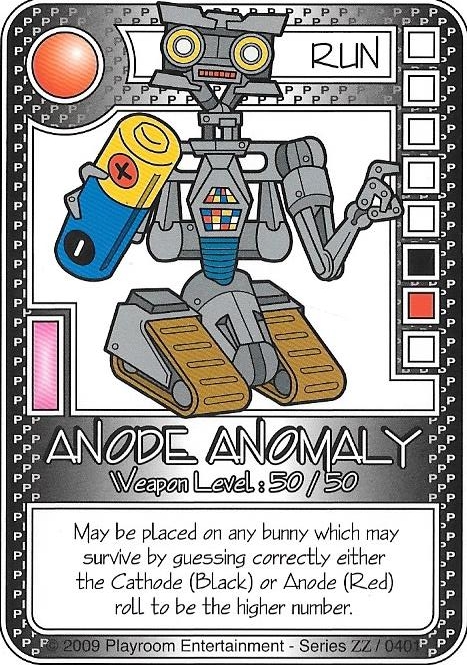 RUN
ANODE ANOMALY
Weapon Level : 50 / 50
May be placed on any bunny which may
survive by guessing correctly either
the Cathode (Black) or Anode (Red)
roll to be the higher number.
© 2009 Playroom Entertainment - Series ZZ / 0401